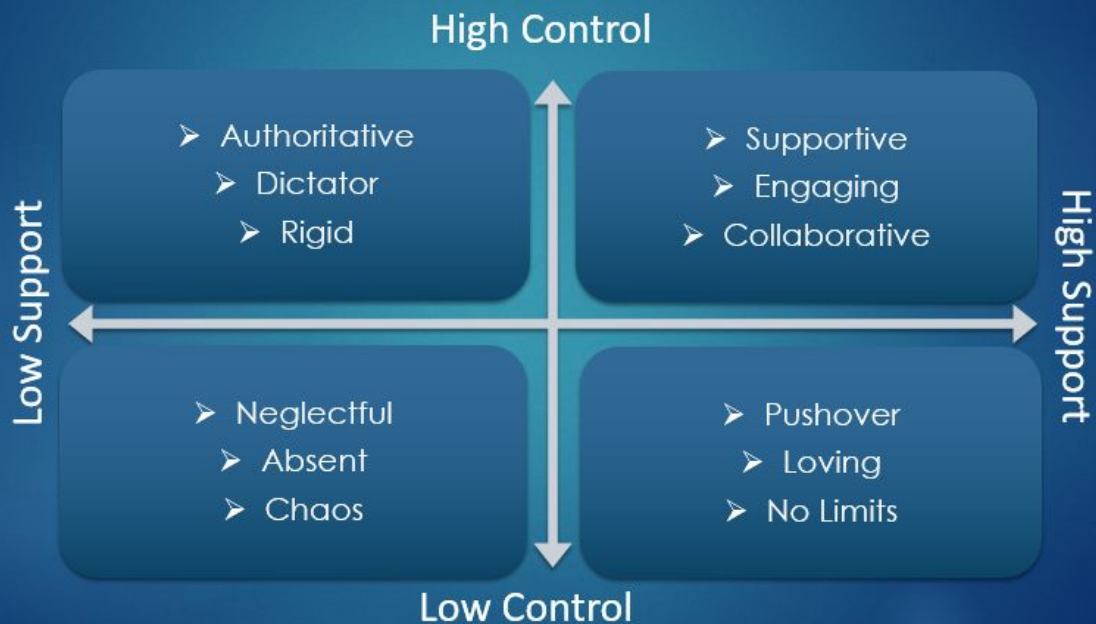 High Control
➢ Authoritative
➢ Dictator
➢ Rigid
➢ Supportive
➢ Engaging
➢ Collaborative
Low Support
High Support
➢ Neglectful
➢ Absent
➢ Chaos
➢ Pushover
➢ Loving
➢ No Limits
Low Control